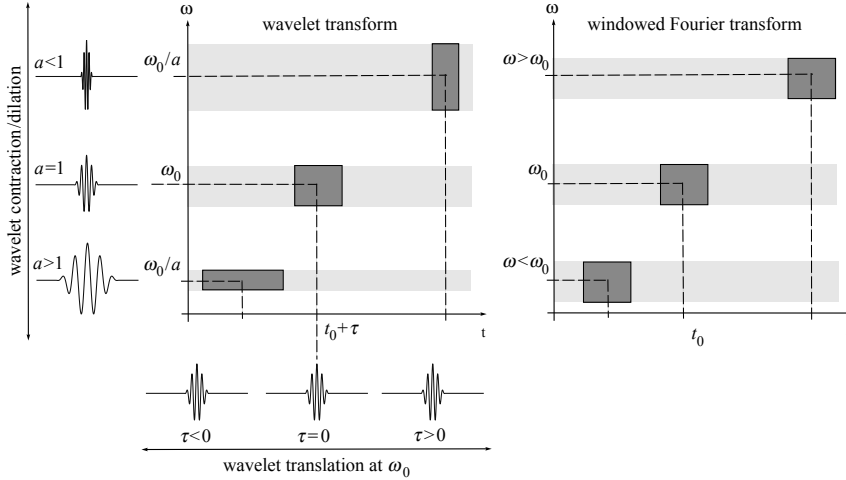 wavelet contraction/dilation
a<1
a=1
a>1
ω
wavelet transform
ω₀/a
ω₀
ω₀/a
t₀+τ
t
τ<0
τ=0
τ>0
wavelet translation at ω₀
ω
windowed Fourier transform
ω>ω₀
ω₀
ω<ω₀
t₀